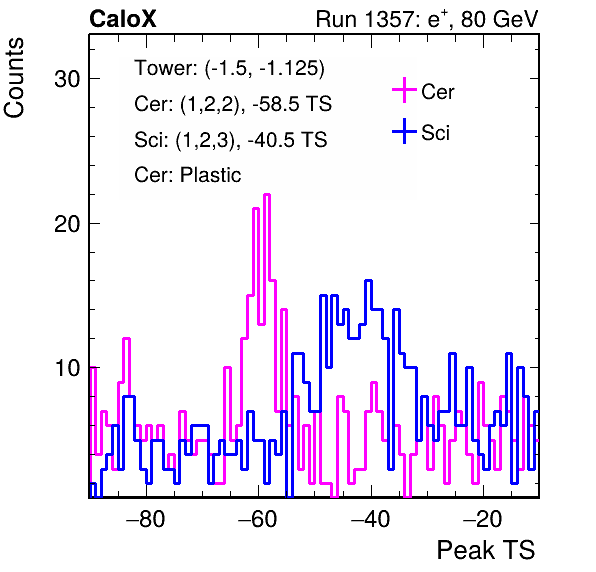 CaloX Run 1357: e⁺, 80 GeV
Counts
Tower: (-1.5, -1.125)
Cer: (1,2,2), -58.5 TS
Sci: (1,2,3), -40.5 TS
Cer: Plastic
Cer
Sci
30
20
10
−80 −60 −40 −20
Peak TS